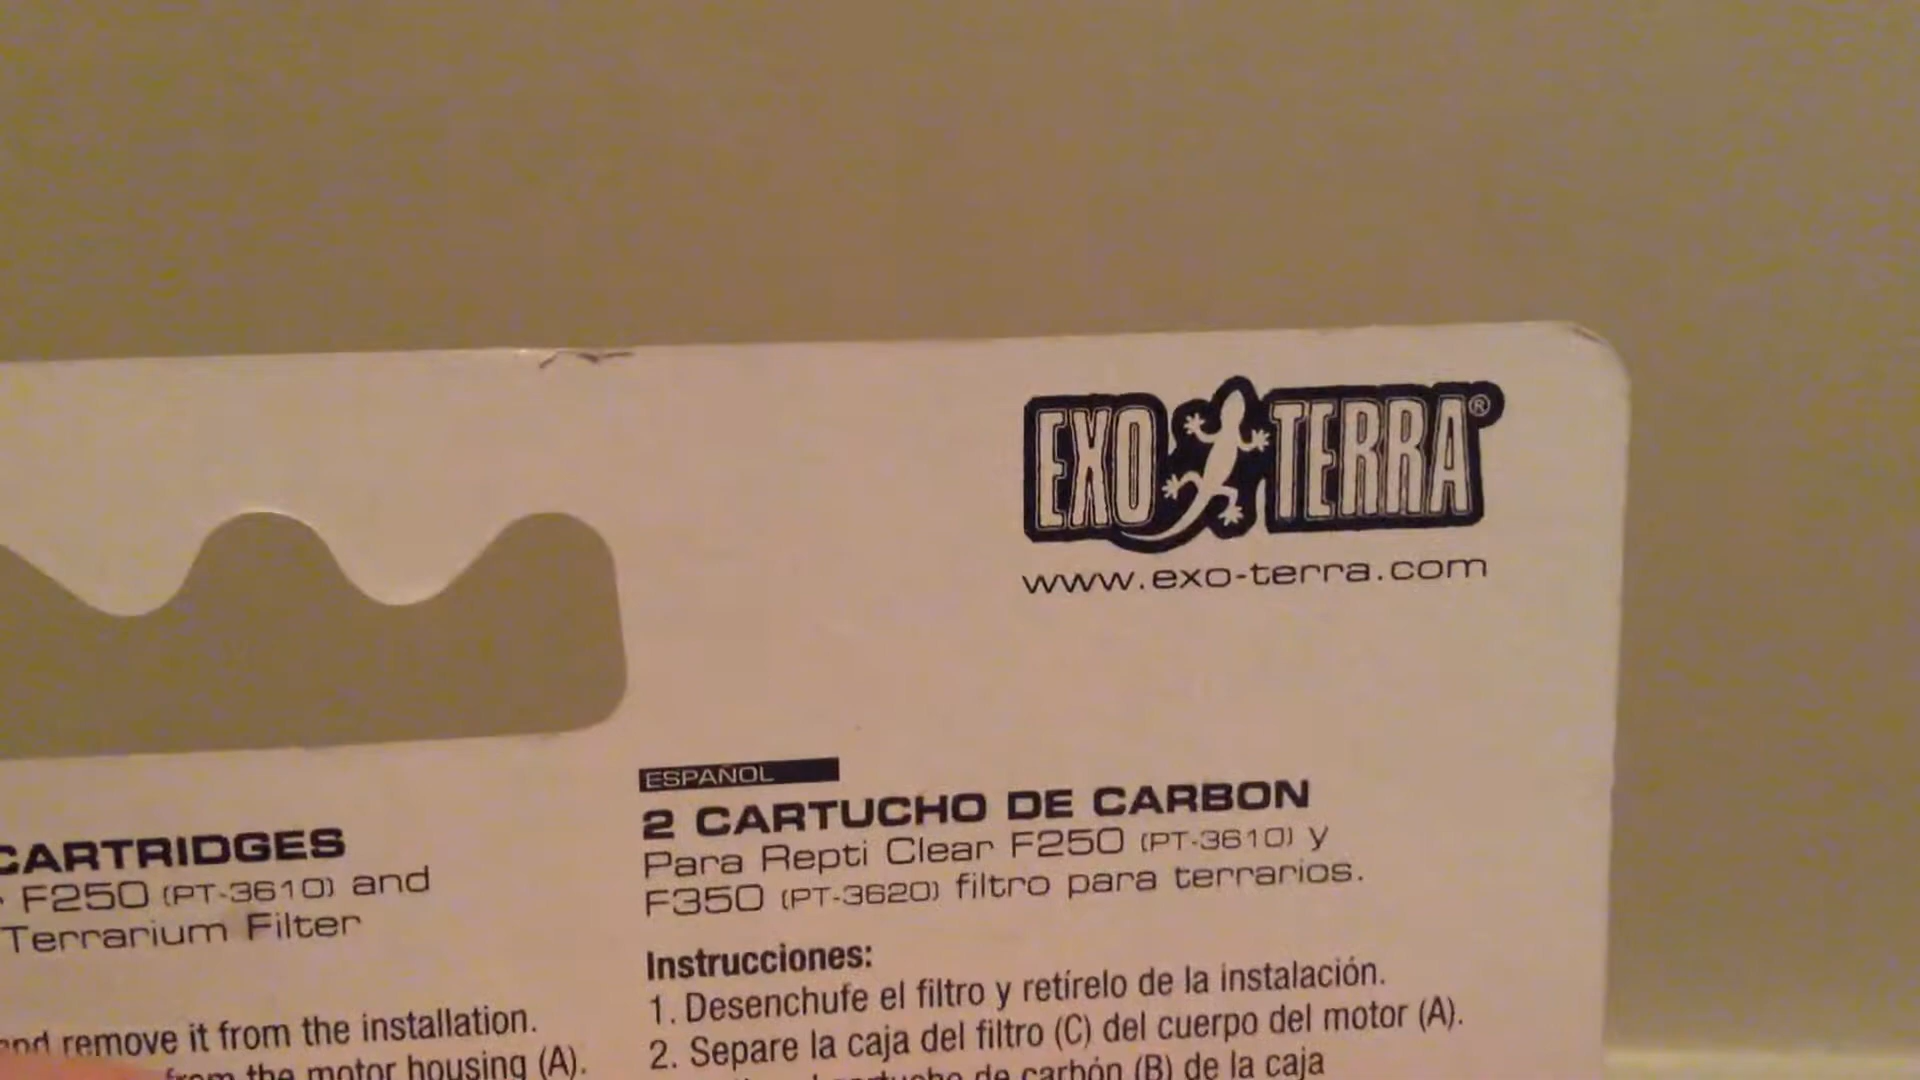 EXO TERRA®
www.exo-terra.com
CARTRIDGES
F250 (PT-3610) and
Terrarium Filter
and remove it from the installation.
from the motor housing (A).
ESPAÑOL
2 CARTUCHO DE CARBON
Para Repti Clear F250 (PT-3610) y
F350 (PT-3620) filtro para terrarios.
Instrucciones:
1. Desenchufe el filtro y retírelo de la instalación.
2. Separe la caja del filtro (C) del cuerpo del motor (A).
cartucho de carbón (B) de la caja